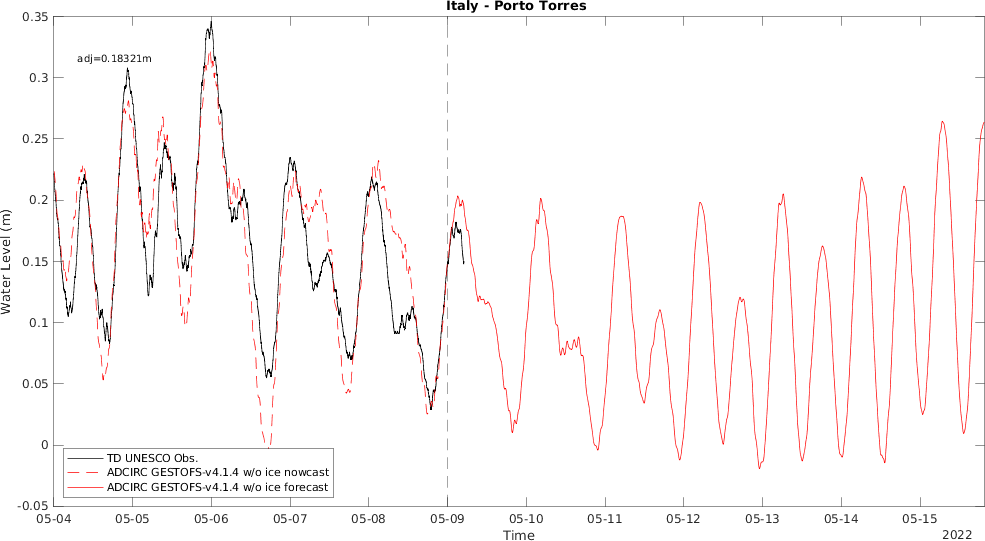 Italy - Porto Torres
adj=0.18321m
Water Level (m)
0.35
0.3
0.25
0.2
0.15
0.1
0.05
0
-0.05
TD UNESCO Obs.
ADCIRC GESTOFS-v4.1.4 w/o ice nowcast
ADCIRC GESTOFS-v4.1.4 w/o ice forecast
05-04 05-05 05-06 05-07 05-08 05-09 05-10 05-11 05-12 05-13 05-14 05-15
Time
2022